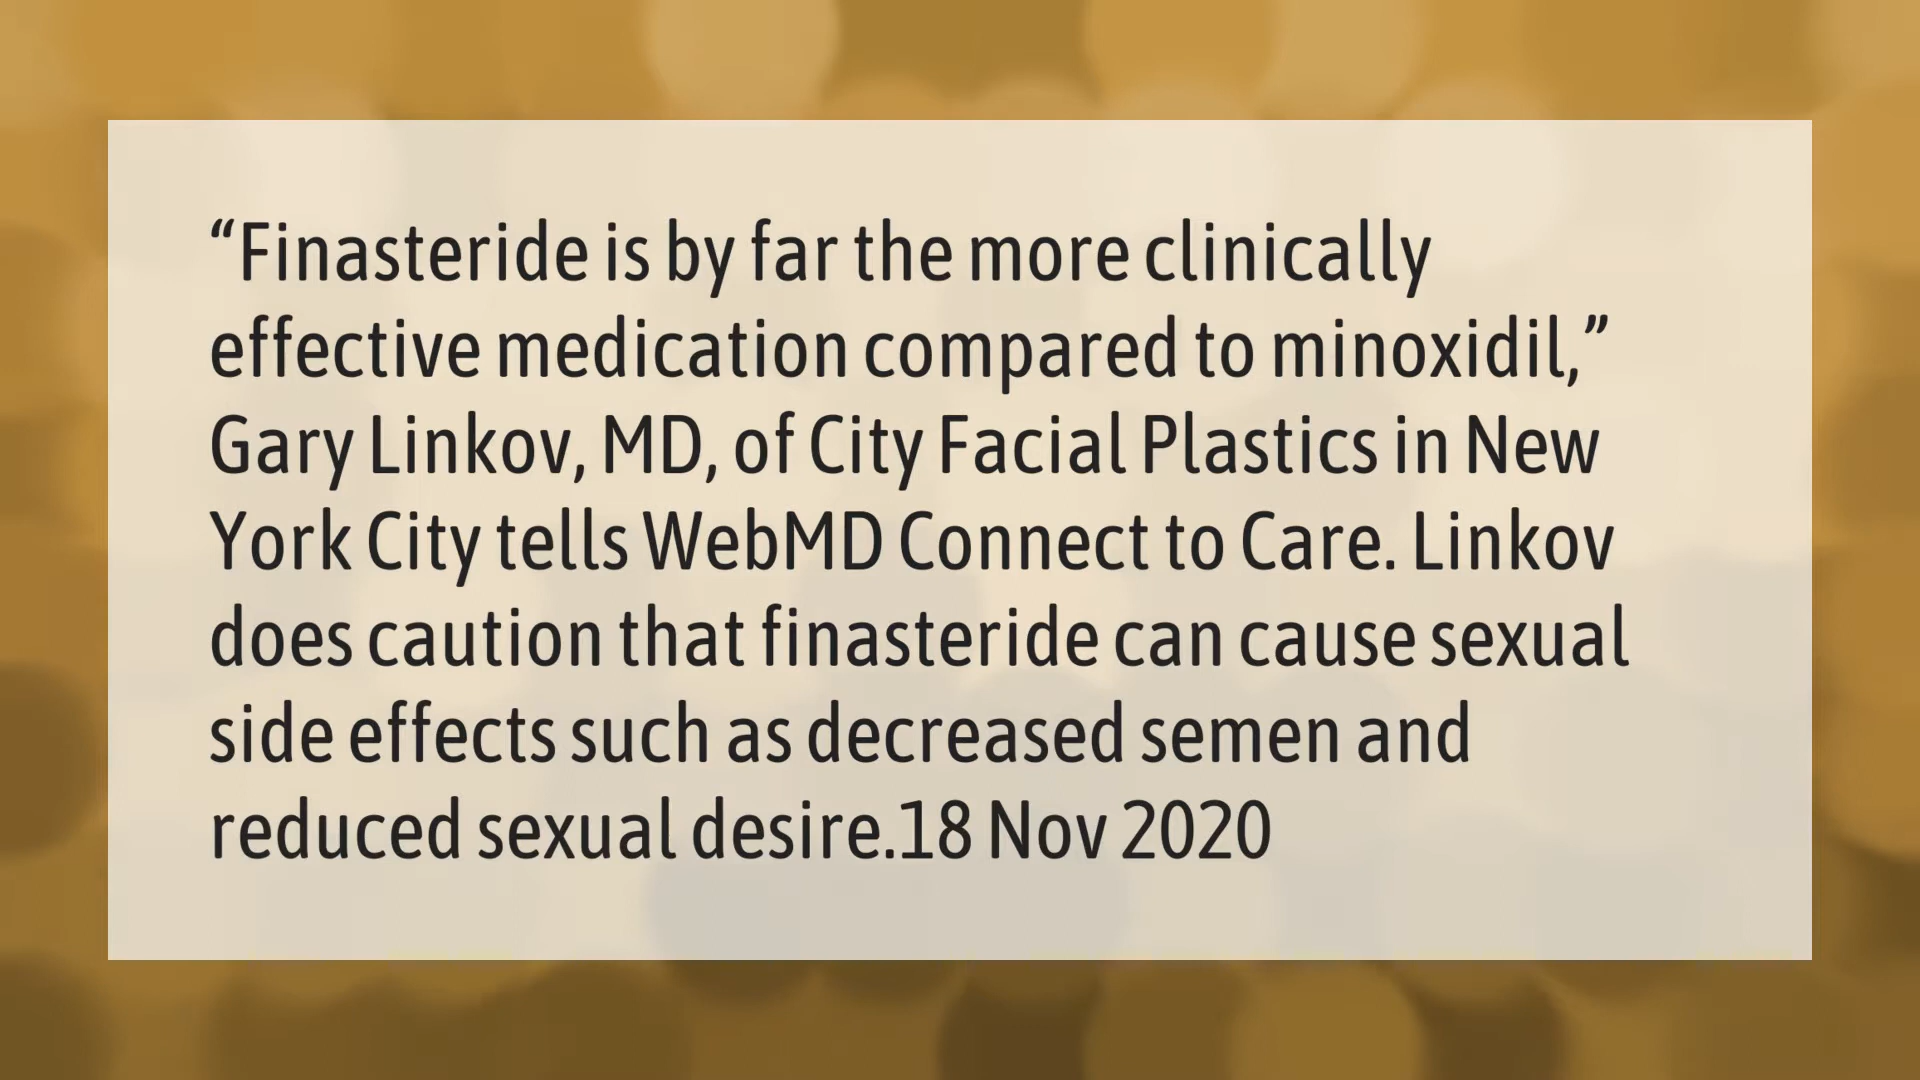 “Finasteride is by far the more clinically
effective medication compared to minoxidil,”
Gary Linkov, MD, of City Facial Plastics in New
York City tells WebMD Connect to Care. Linkov
does caution that finasteride can cause sexual
side effects such as decreased semen and
reduced sexual desire.18 Nov 2020